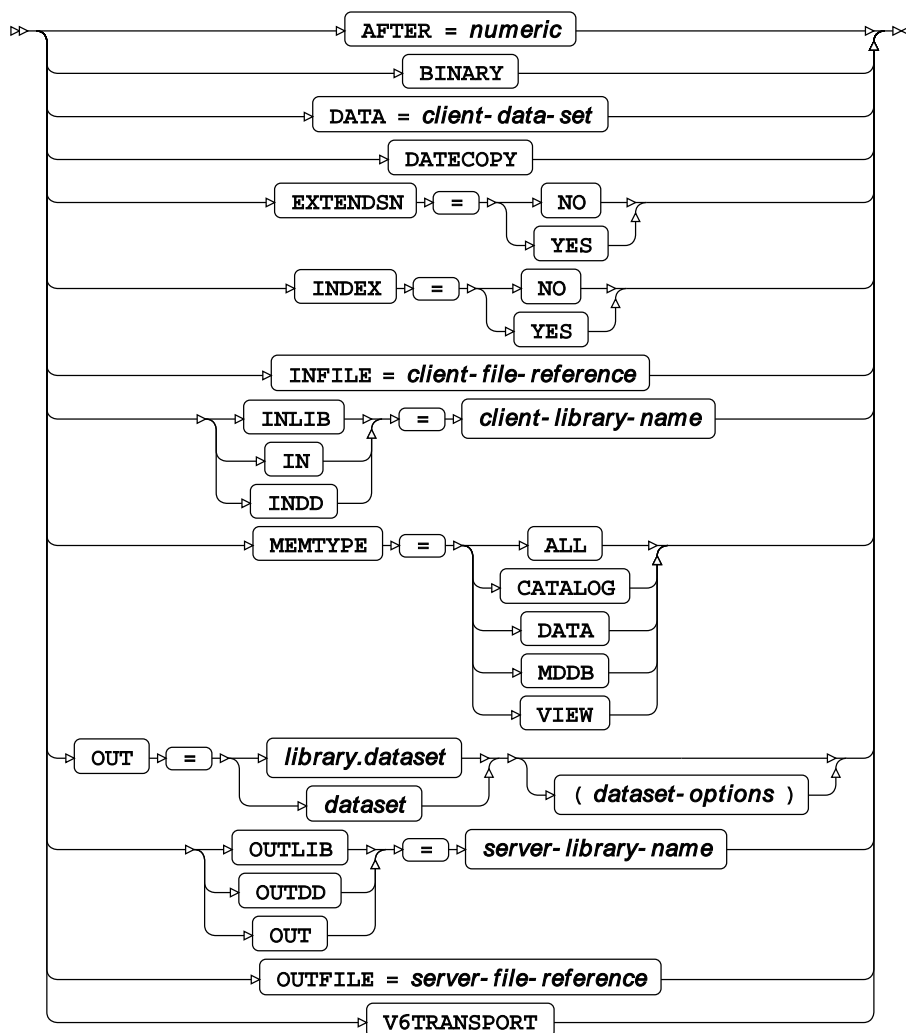 AFTER = numeric
BINARY
DATA = client-data-set
DATECOPY
EXTENDSN = NO
YES
INDEX = NO
YES
INFILE = client-file-reference
INLIB = client-library-name
IN
INDD
MEMTYPE = ALL
CATALOG
DATA
MDDB
VIEW
OUT = library.dataset
dataset ( dataset-options )
OUTLIB = server-library-name
OUTDD
OUT
OUTFILE = server-file-reference
V6TRANSPORT